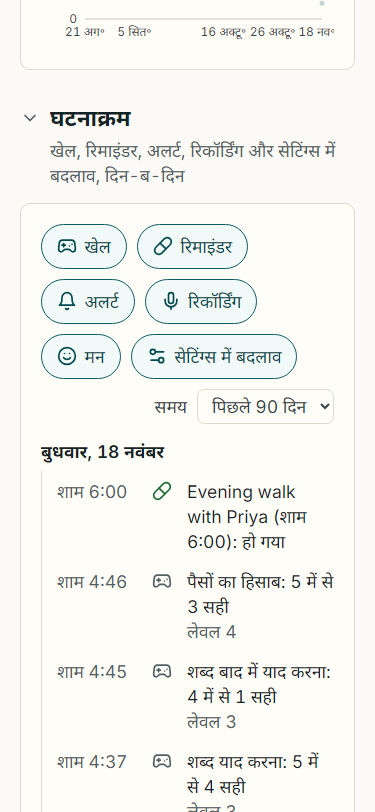 0
21 अग॰ 5 सित॰ 16 अक्टू॰ 26 अक्टू॰ 18 नव॰
घटनाक्रम
खेल, रिमाइंडर, अलर्ट, रिकॉर्डिंग और सेटिंग्स में
बदलाव, दिन-ब-दिन
खेल रिमाइंडर
अलर्ट रिकॉर्डिंग
मन सेटिंग्स में बदलाव
समय पिछले 90 दिन
बुधवार, 18 नवंबर
शाम 6:00 Evening walk
with Priya (शाम
6:00): हो गया
शाम 4:46 पैसों का हिसाब: 5 में से
3 सही
लेवल 4
शाम 4:45 शब्द बाद में याद करना:
4 में से 1 सही
लेवल 3
शाम 4:37 शब्द याद करना: 5 में
से 4 सही
लेवल 3